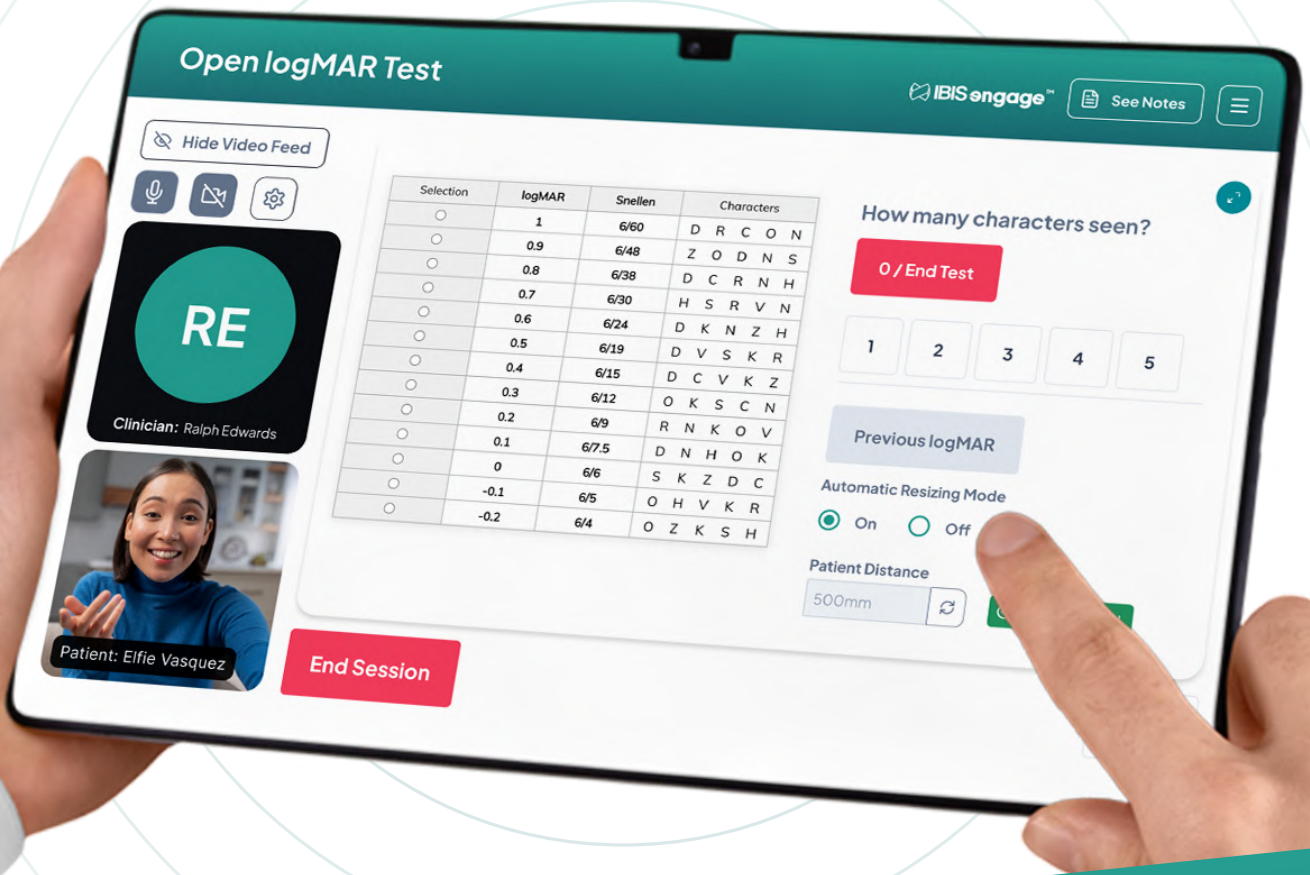 Open logMAR Test
IBIS engage™
See Notes
Hide Video Feed
RE
Clinician: Ralph Edwards
Patient: Elfie Vasquez
End Session
Selection logMAR Snellen Characters
1 6/60 D R C O N
0.9 6/48 Z O D N S
0.8 6/38 D C R N H
0.7 6/30 H S R V N
0.6 6/24 D K N Z H
0.5 6/19 D V S K R
0.4 6/15 D C V K Z
0.3 6/12 O K S C N
0.2 6/9 R N K O V
0.1 6/7.5 D N H O K
0 6/6 S K Z D C
-0.1 6/5 O H V K R
-0.2 6/4 O Z K S H
How many characters seen?
0 / End Test
1 2 3 4 5
Previous logMAR
Automatic Resizing Mode
On Off
Patient Distance
500mm